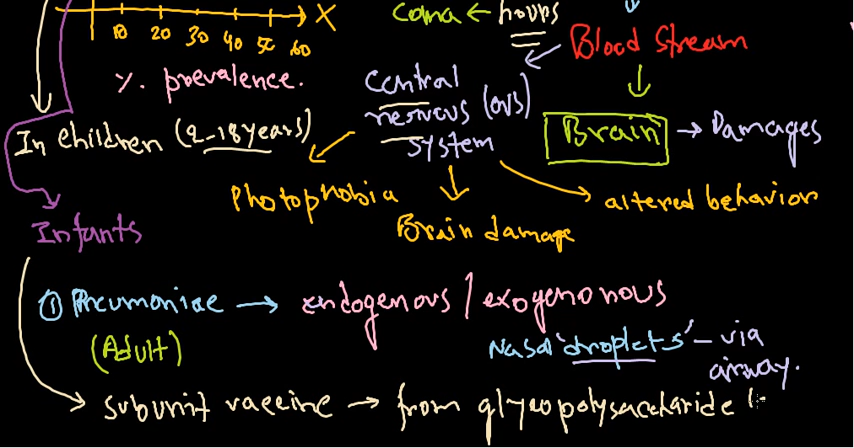 X
10 20 30 40 50 60
Coma ← hours
Blood stream
%. prevalence.
Central
nervous (CNS)
system
Brain → Damages
In children (2-18 years)
Photophobia
Brain damage
altered behavior
Infants
① Pneumoniae → endogenous / exogenonous
(Adult)
Nasal 'droplets' - via
airway.
subunit vaccine → from glycopolysaccharide